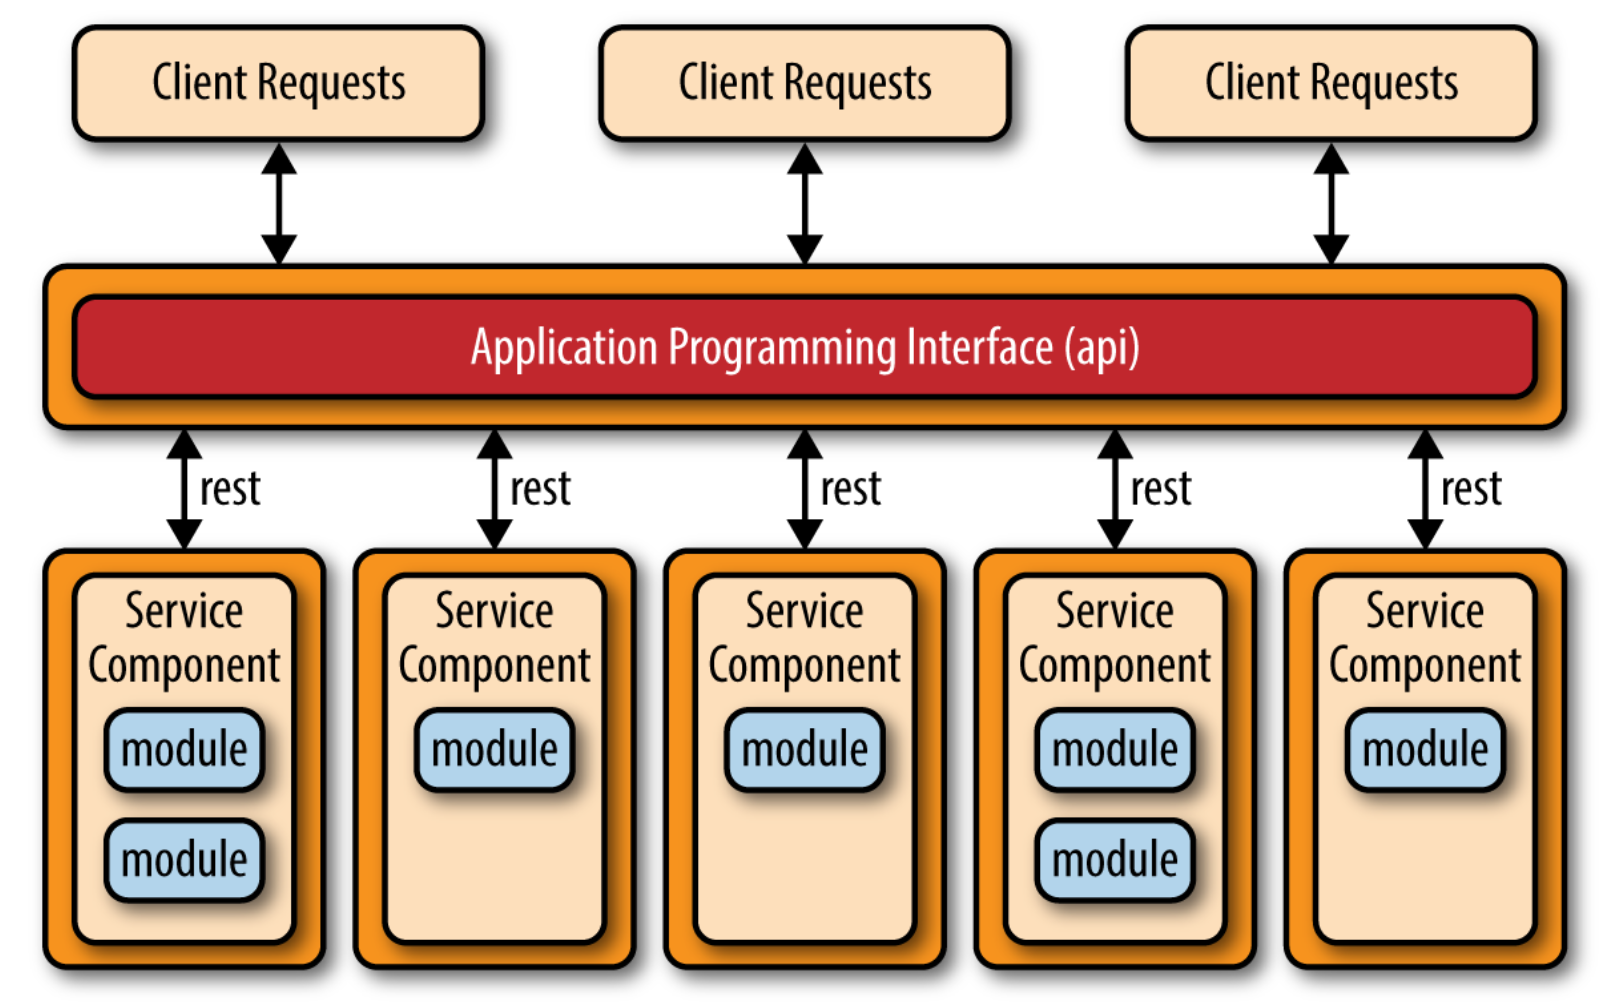 Client Requests
Client Requests
Client Requests
Application Programming Interface (api)
rest
rest
rest
rest
rest
Service
Component
module
module
Service
Component
module
Service
Component
module
Service
Component
module
module
Service
Component
module